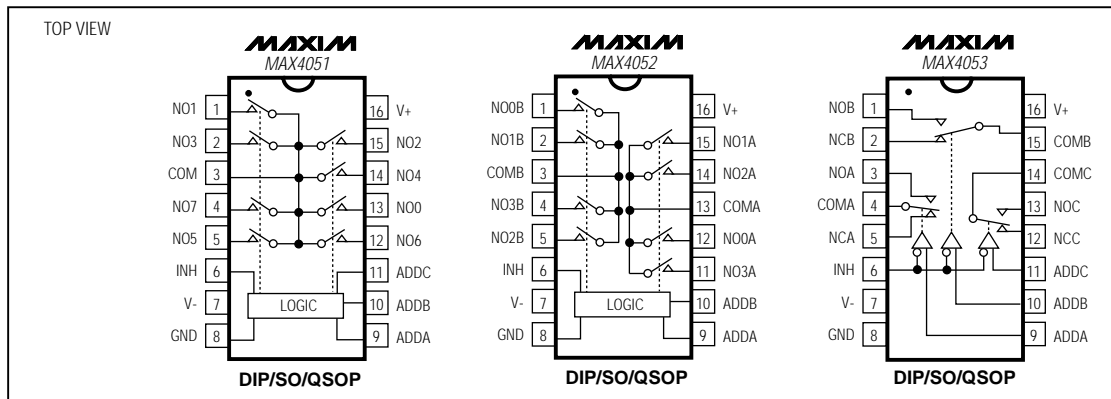 TOP VIEW
MAXIM
MAX4051
NO1 1
NO3 2
COM 3
NO7 4
NO5 5
INH 6
V- 7
GND 8
16 V+
15 NO2
14 NO4
13 NO0
12 NO6
11 ADDC
10 ADDB
9 ADDA
LOGIC
DIP/SO/QSOP
MAXIM
MAX4052
NO0B 1
NO1B 2
COMB 3
NO3B 4
NO2B 5
INH 6
V- 7
GND 8
16 V+
15 NO1A
14 NO2A
13 COMA
12 NO0A
11 NO3A
10 ADDB
9 ADDA
LOGIC
DIP/SO/QSOP
MAXIM
MAX4053
NOB 1
NCB 2
NOA 3
COMA 4
NCA 5
INH 6
V- 7
GND 8
16 V+
15 COMB
14 COMC
13 NOC
12 NCC
11 ADDC
10 ADDB
9 ADDA
DIP/SO/QSOP